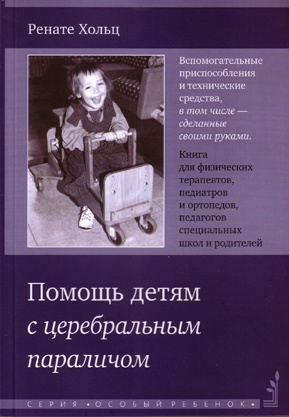 Ренате Хольц
Вспомогательные
приспособления
и технические
средства,
в том числе —
сделанные
своими руками.
Книга
для физических
терапевтов,
педиатров
и ортопедов,
педагогов
специальных
школ и родителей
Помощь детям
с церебральным
параличом
СЕРИЯ •ОСОБЫЙ РЕБЕНОК•